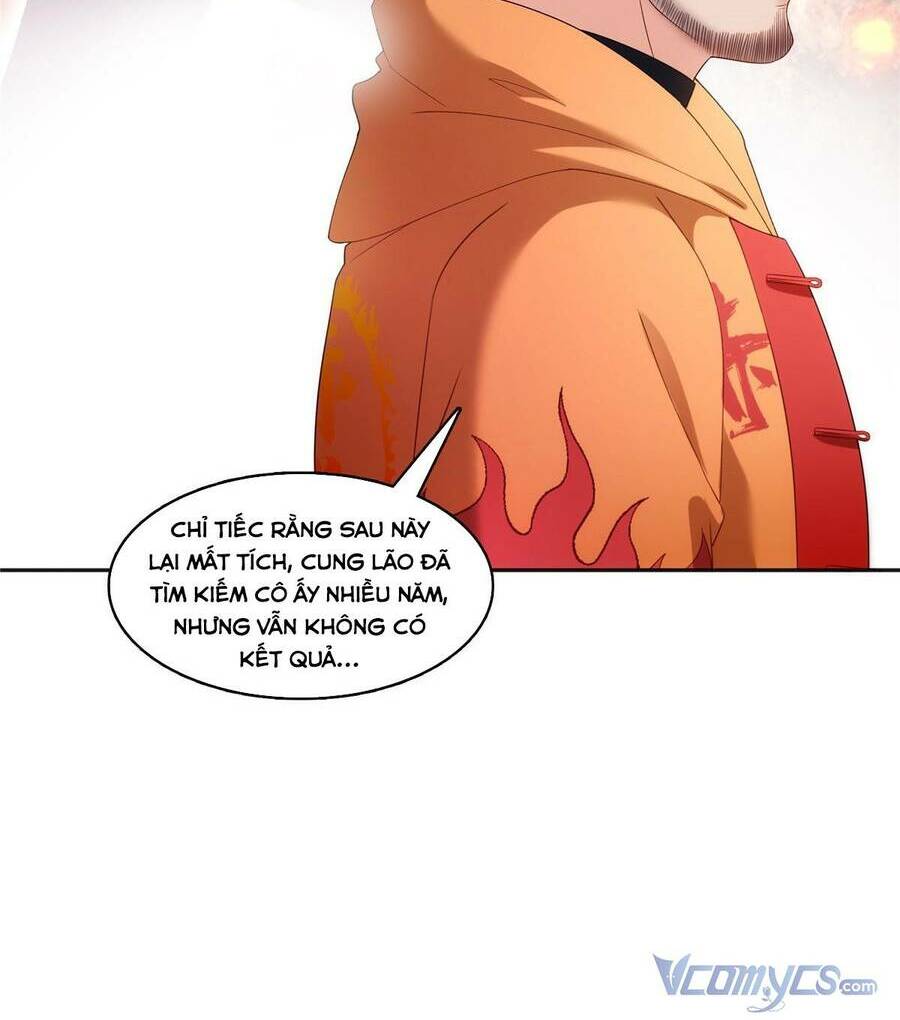 CHỈ TIẾC RẰNG SAU NÀY
LẠI MẤT TÍCH, CUNG LÃO ĐÃ
TÌM KIẾM CÔ ẤY NHIỀU NĂM,
NHƯNG VẪN KHÔNG CÓ
KẾT QUẢ...
VCOMYCS.com